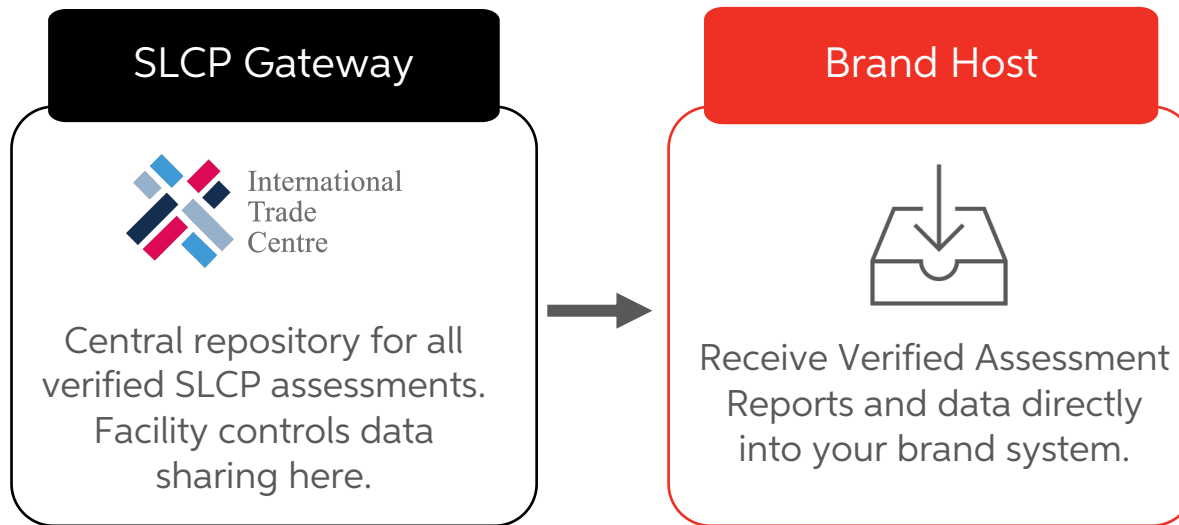 SLCP Gateway
International
Trade
Centre
Central repository for all
verified SLCP assessments.
Facility controls data
sharing here.
Brand Host
Receive Verified Assessment
Reports and data directly
into your brand system.